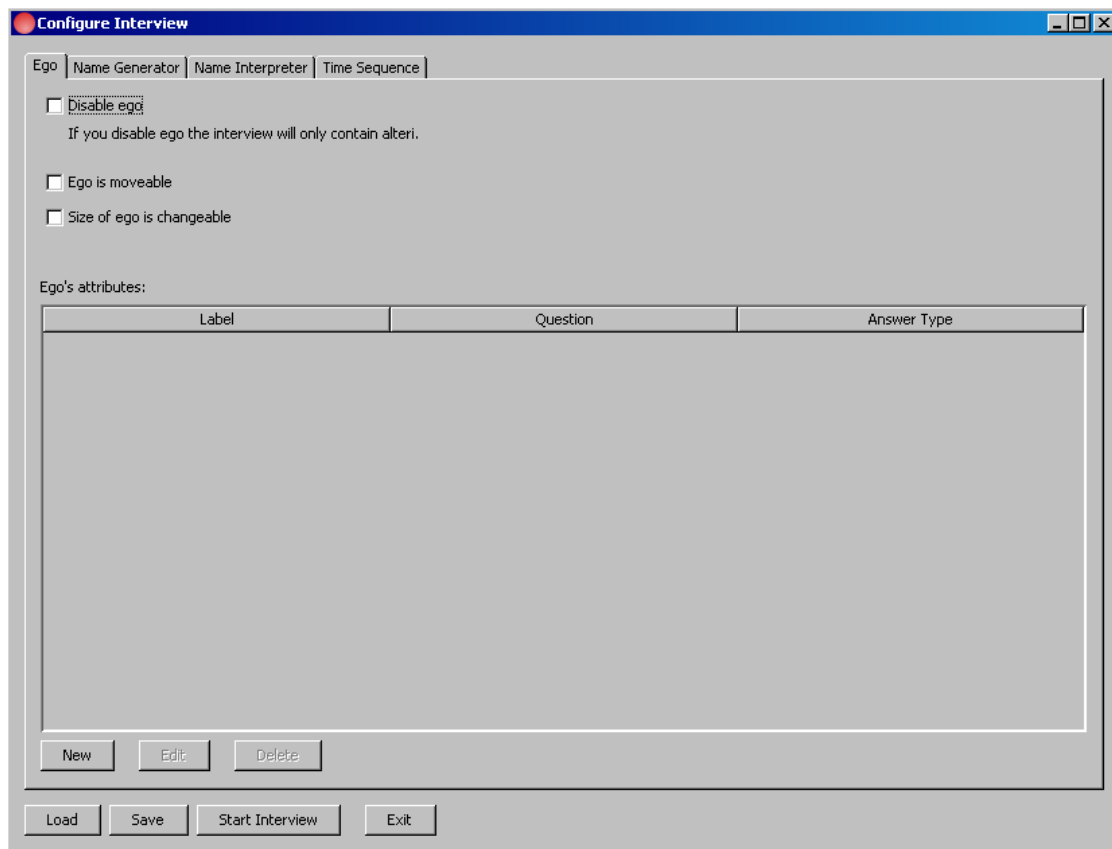 Configure Interview
Ego Name Generator Name Interpreter Time Sequence
Disable ego
If you disable ego the interview will only contain alteri.
Ego is moveable
Size of ego is changeable
Ego's attributes:
Label Question Answer Type
New Edit Delete
Load Save Start Interview Exit